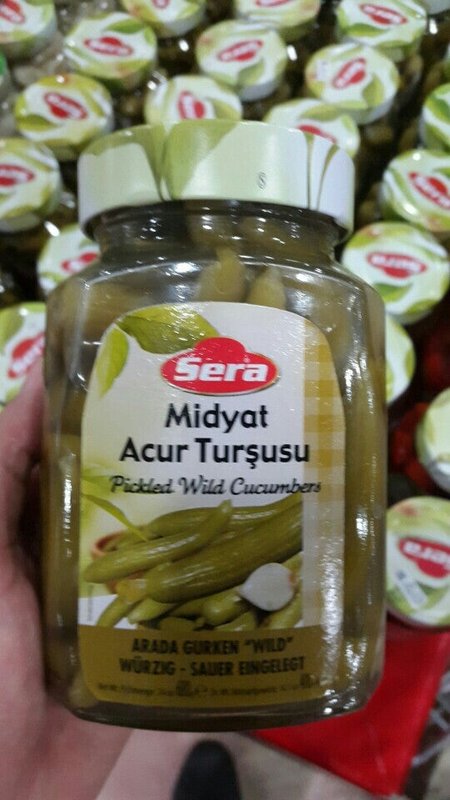 Sera
Midyat
Acur Turşusu
Pickled Wild Cucumbers
ARADA GURKEN "WILD"
WÜRZIG - SAUER EINGELEGT